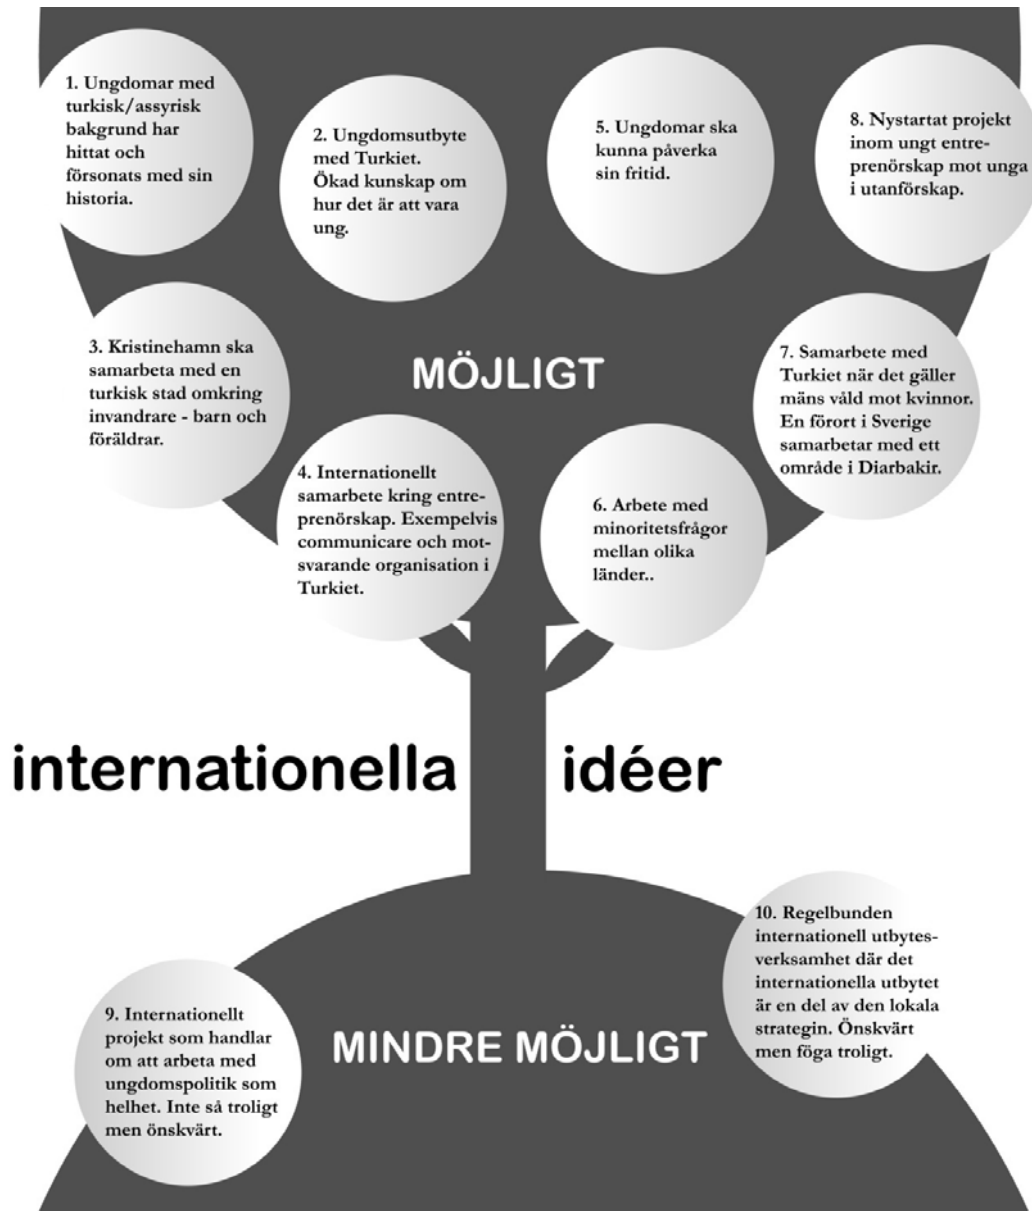 1. Ungdomar med
turkisk/assyrisk
bakgrund har
hittat och
försonats med sin
historia.
2. Ungdomsutbyte
med Turkiet.
Ökad kunskap om
hur det är att vara
ung.
5. Ungdomar ska
kunna påverka
sin fritid.
8. Nystartat projekt
inom ungt entre-
prenörskap mot unga
i utanförskap.
3. Kristinehamn ska
samarbeta med en
turkisk stad omkring
invandrare - barn och
föräldrar.
MÖJLIGT
7. Samarbete med
Turkiet när det gäller
mäns våld mot kvinnor.
En förort i Sverige
samarbetar med ett
område i Diarbakir.
4. Internationellt
samarbete kring entre-
prenörskap. Exempelvis
communicare och mot-
svarande organisation i
Turkiet.
6. Arbete med
minoritetsfrågor
mellan olika
länder..
internationella idéer
10. Regelbunden
internationell utbytes-
verksamhet där det
internationella utbytet
är en del av den lokala
strategin. Önskvärt
men föga troligt.
9. Internationellt
projekt som handlar
om att arbeta med
ungdomspolitik som
helhet. Inte så troligt
men önskvärt.
MINDRE MÖJLIGT